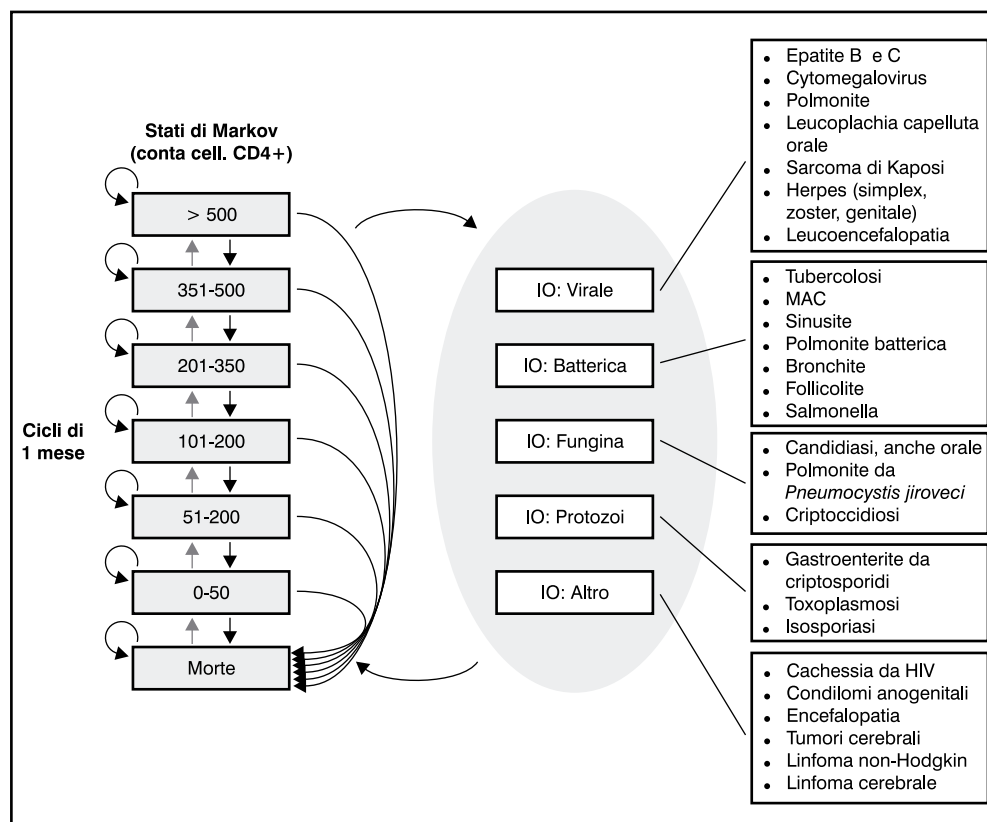 Stati di Markov
(conta cell. CD4+)
Cicli di
1 mese
> 500
351-500
201-350
101-200
51-200
0-50
Morte
IO: Virale
IO: Batterica
IO: Fungina
IO: Protozoi
IO: Altro
• Epatite B e C
• Cytomegalovirus
• Polmonite
• Leucoplachia capelluta
orale
• Sarcoma di Kaposi
• Herpes (simplex,
zoster, genitale)
• Leucoencefalopatia
• Tubercolosi
• MAC
• Sinusite
• Polmonite batterica
• Bronchite
• Follicolite
• Salmonella
• Candidiasi, anche orale
• Polmonite da
Pneumocystis jiroveci
• Criptoccidiosi
• Gastroenterite da
criptosporidi
• Toxoplasmosi
• Isosporiasi
• Cachessia da HIV
• Condilomi anogenitali
• Encefalopatia
• Tumori cerebrali
• Linfoma non-Hodgkin
• Linfoma cerebrale